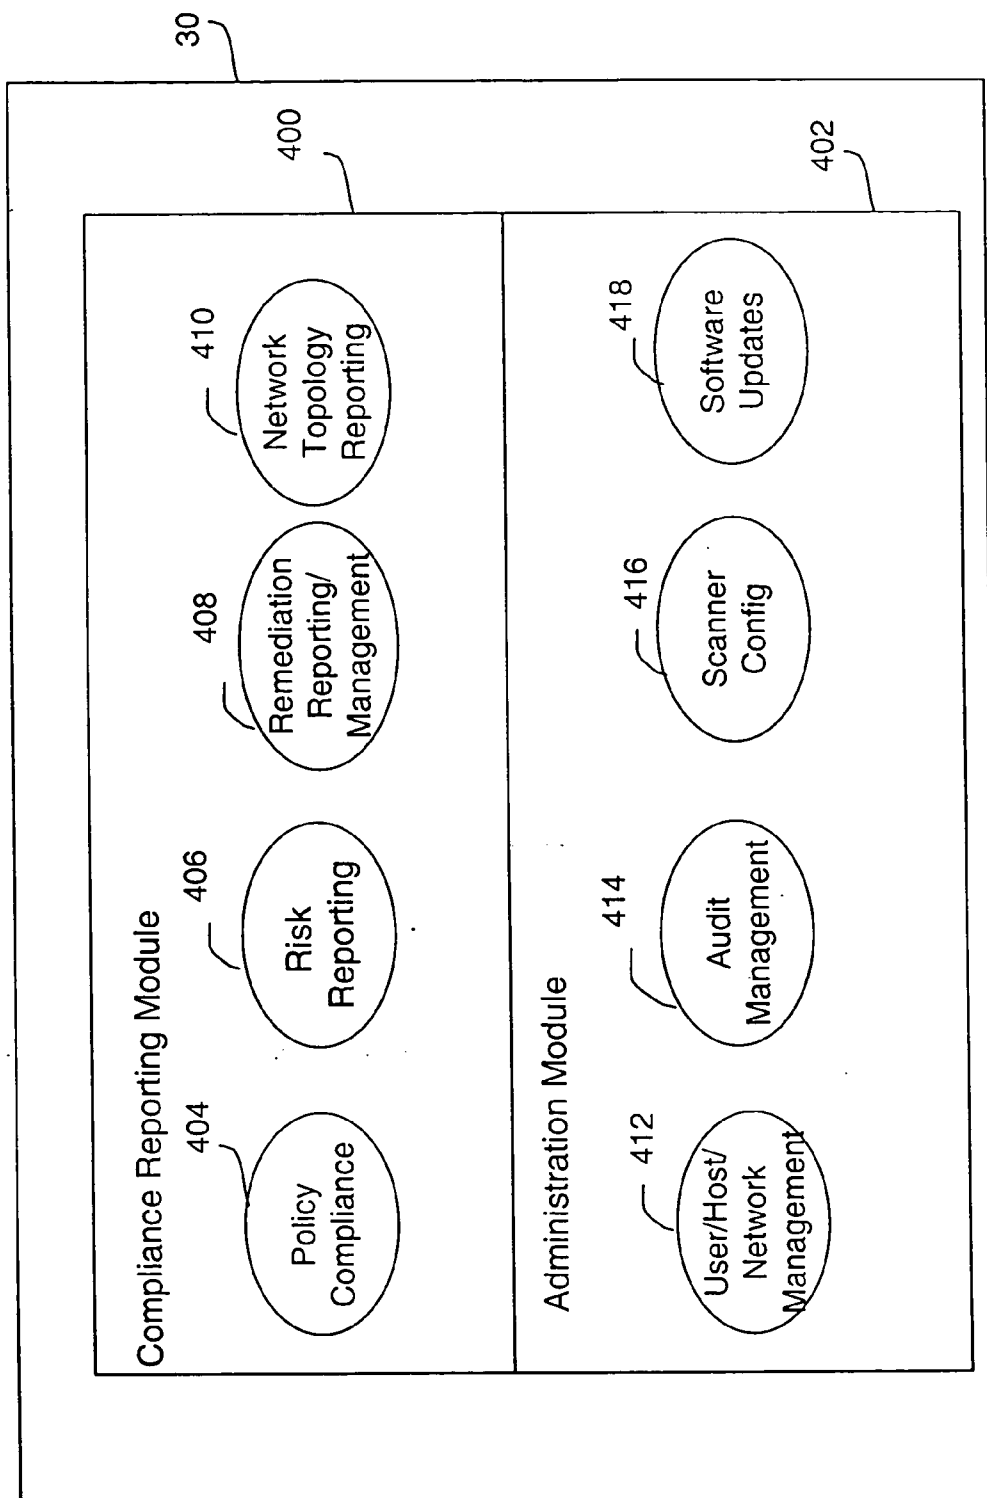 30
400
Compliance Reporting Module
404
Policy
Compliance
406
Risk
Reporting
408
Remediation
Reporting/
Management
410
Network
Topology
Reporting
402
Administration Module
412
User/Host/
Network
Management
414
Audit
Management
416
Scanner
Config
418
Software
Updates